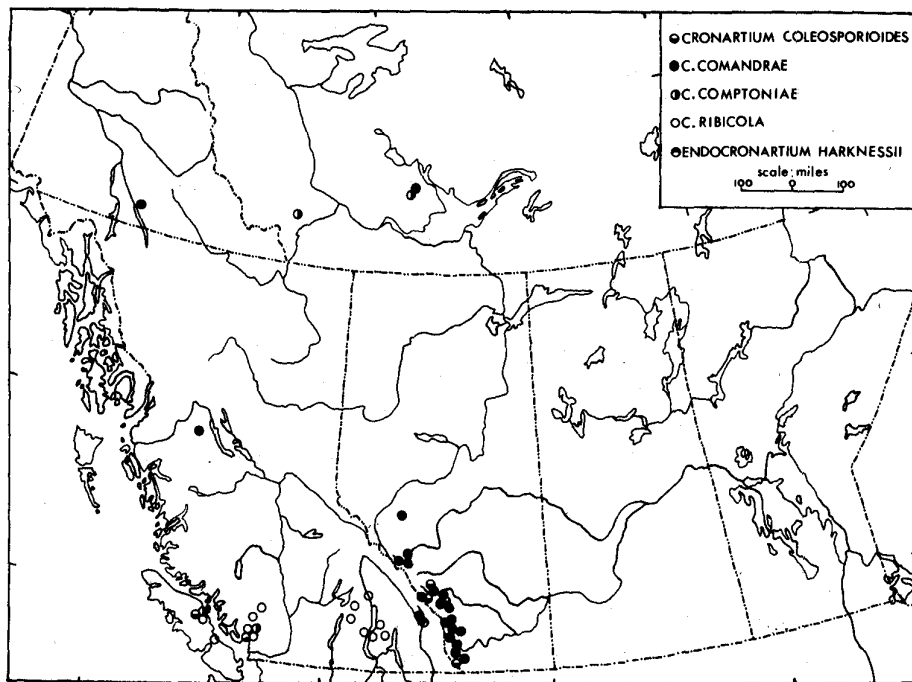 CRONARTIUM COLEOSPORIOIDES
C. COMANDRAE
C. COMPTONIAE
C. RIBICOLA
ENDOCRONARTIUM HARKNESSII
scale; miles
100 0 100